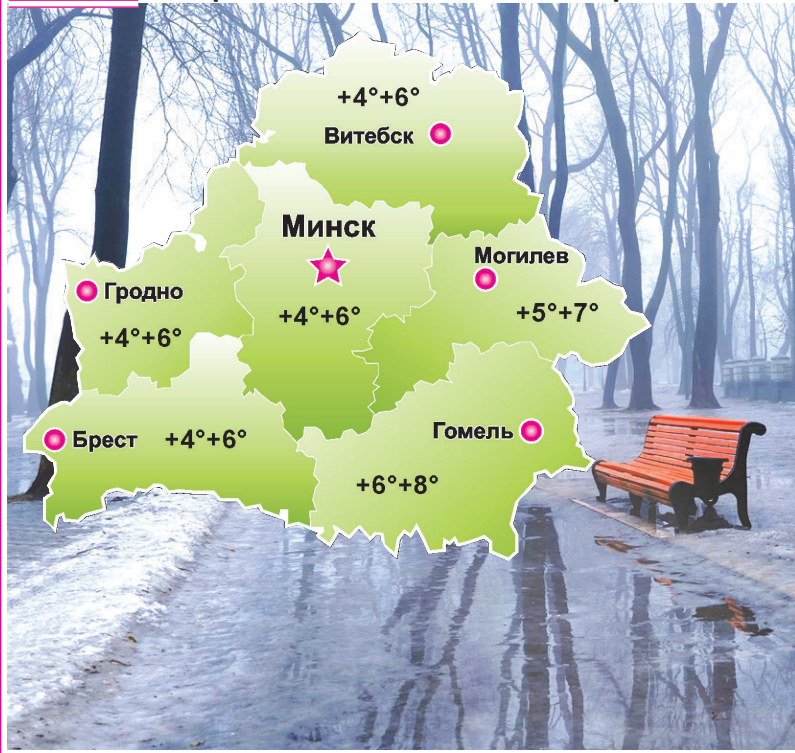 +4°+6°
Витебск
Минск
+4°+6°
Могилев
+5°+7°
Гродно
+4°+6°
Брест +4°+6°
Гомель
+6°+8°